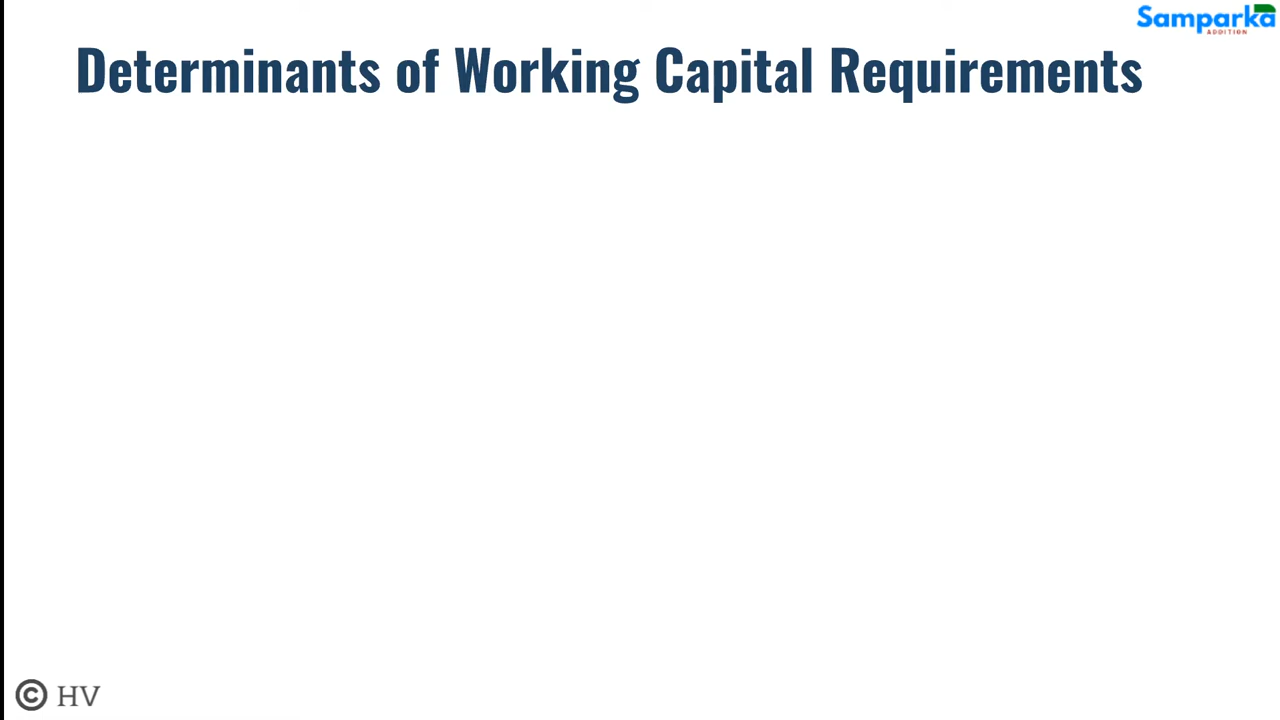 Samparka
ADDITION
Determinants of Working Capital Requirements
© HV